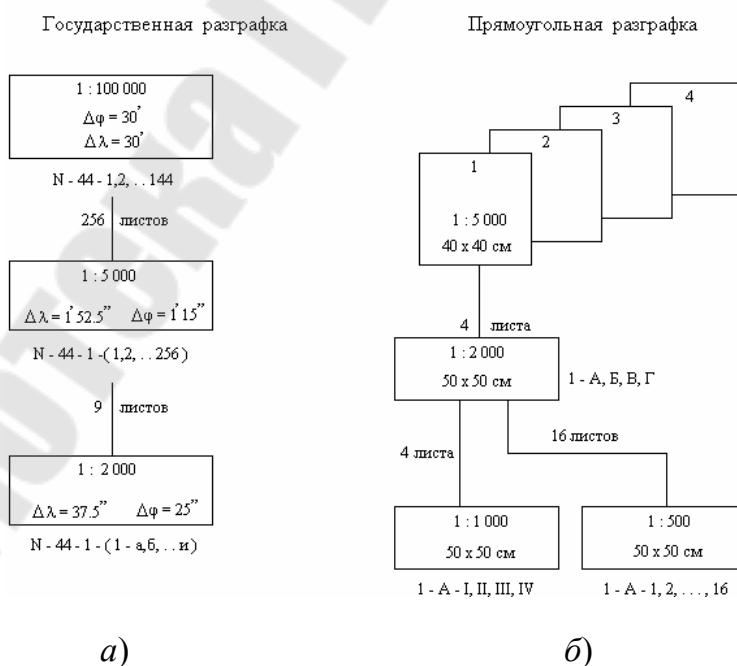 Государственная разграфка
1 : 100 000
Δφ = 30’
Δλ = 30’
N - 44 - 1,2, . . 144
256 листов
1 : 5 000
Δλ = 1’ 52.5” Δφ = 1’ 15”
N - 44 - 1 -( 1,2, . . 256 )
9 листов
1 : 2 000
Δλ = 37.5” Δφ = 25”
N - 44 - 1 - (1 - а,б, . . и)
а)
Прямоугольная разграфка
4
3
2
1
1 : 5 000
40 x 40 см
4 листа
1 : 2 000
50 x 50 см
1 - А, Б, В, Г
4 листа
16 листов
1 : 1 000
50 x 50 см
1 - А - I, II, III, IV
1 : 500
50 x 50 см
1 - А - 1, 2, . . . , 16
б)